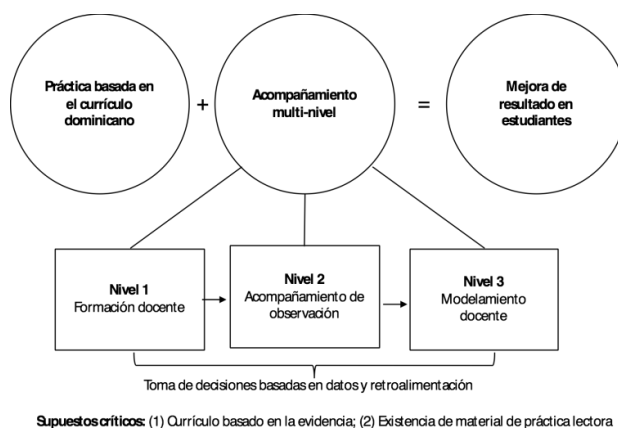 Práctica basada en
el currículo
dominicano
+
Acompañamiento
multi-nivel
=
Mejora de
resultado en
estudiantes
Nivel 1
Formación docente
Nivel 2
Acompañamiento de
observación
Nivel 3
Modelamiento
docente
Toma de decisiones basadas en datos y retroalimentación
Supuestos críticos: (1) Currículo basado en la evidencia; (2) Existencia de material de práctica lectora